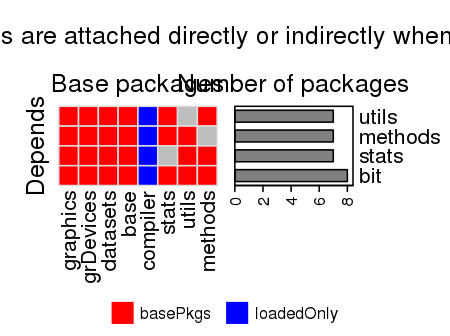 s are attached directly or indirectly when
Base packages
Number of packages
Depends
utils
methods
stats
bit
graphics
grDevices
datasets
base
compiler
stats
utils
methods
0
2
4
6
8
basePkgs
loadedOnly